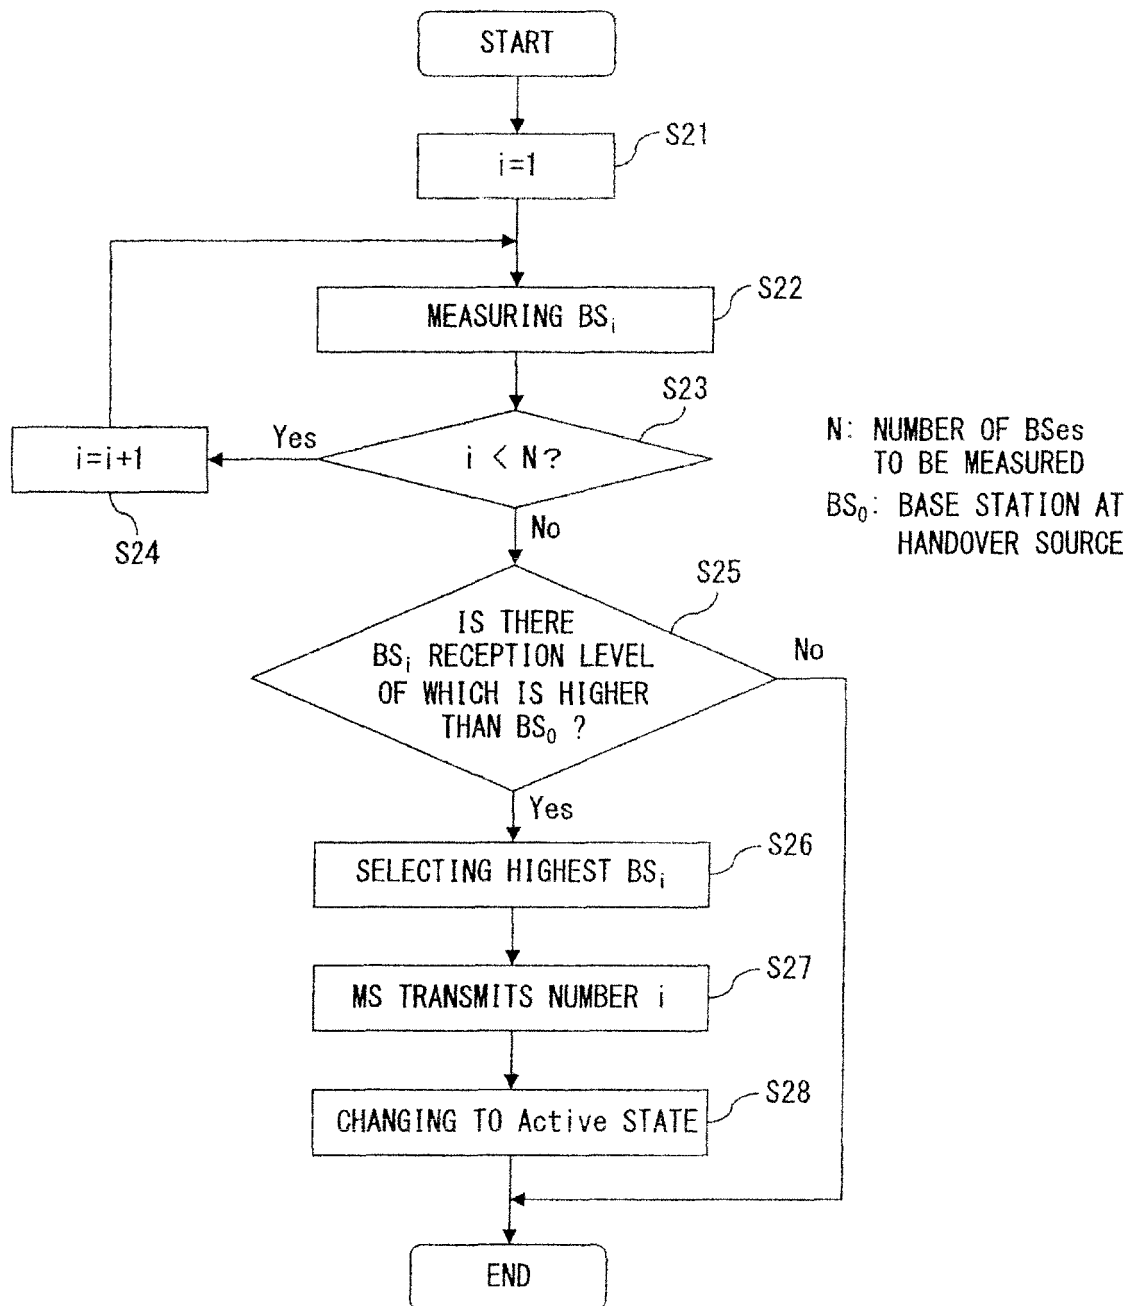 START
S21
i=1
S22
MEASURING BSᵢ
S23
i < N?
Yes
i=i+1
S24
No
N: NUMBER OF BSes
TO BE MEASURED
BS₀: BASE STATION AT
HANDOVER SOURCE
S25
IS THERE
BSᵢ RECEPTION LEVEL
OF WHICH IS HIGHER
THAN BS₀ ?
No
Yes
S26
SELECTING HIGHEST BSᵢ
S27
MS TRANSMITS NUMBER i
S28
CHANGING TO Active STATE
END